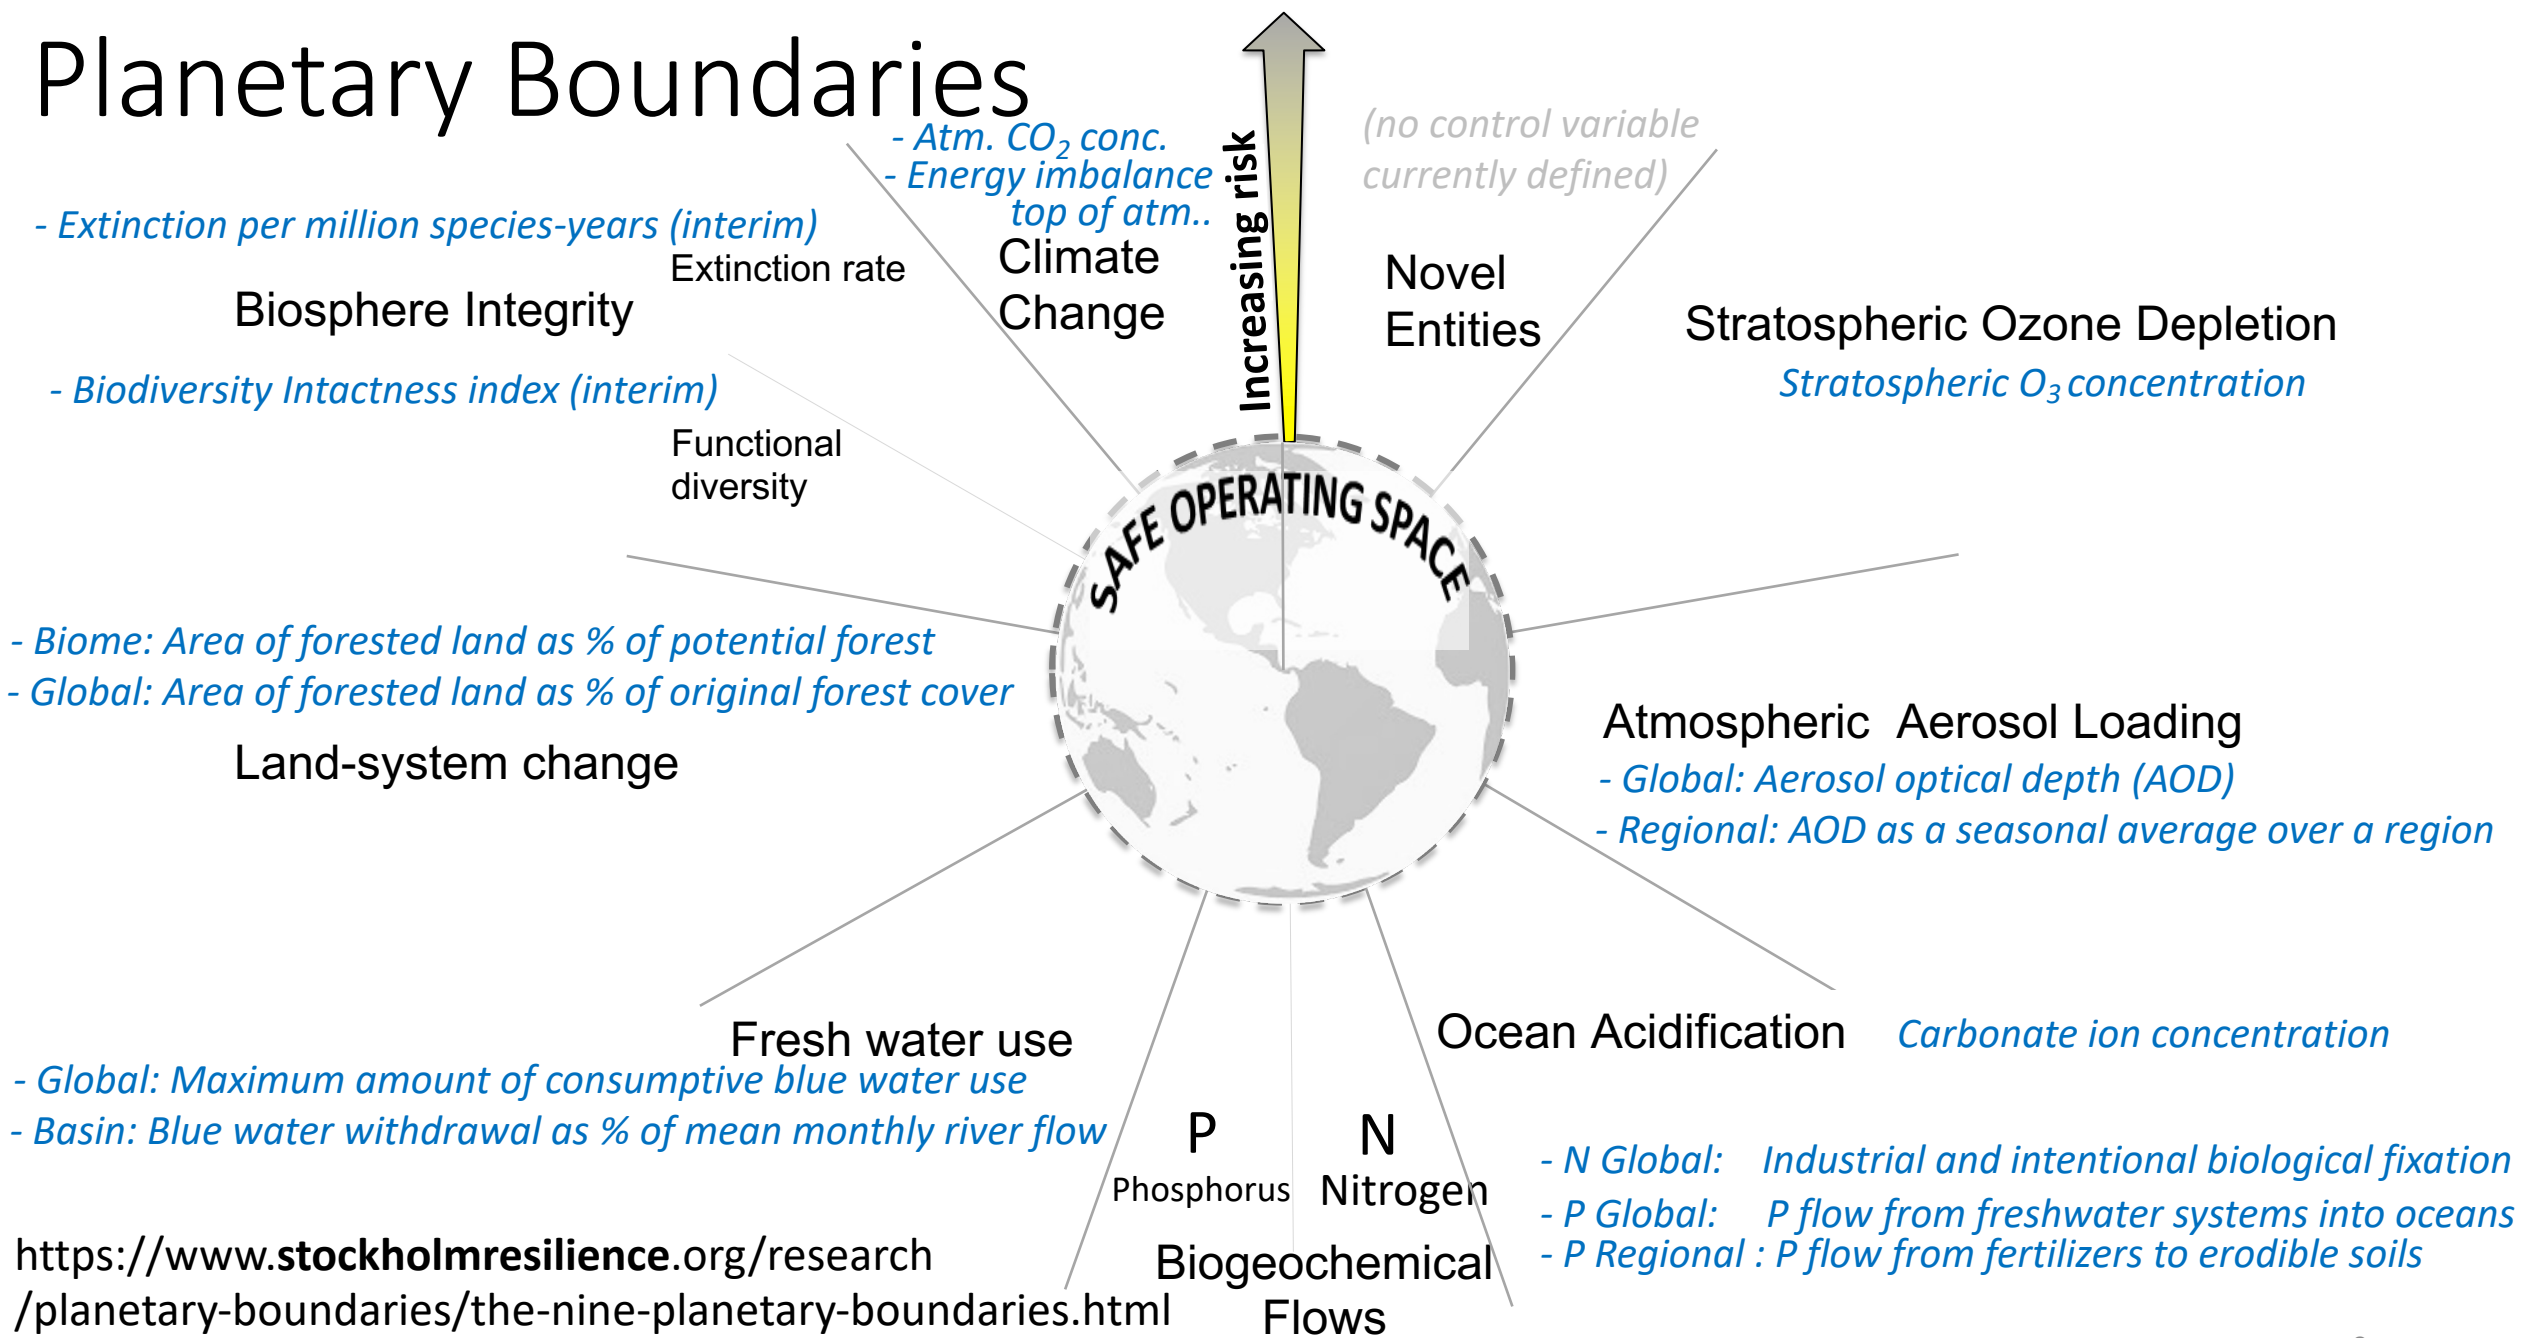 Planetary Boundaries
- Atm. CO2 conc.
- Energy imbalance
top of atm..
Climate
Change
Increasing risk
(no control variable
currently defined)
Novel
Entities
- Extinction per million species-years (interim)
Extinction rate
Biosphere Integrity
- Biodiversity Intactness index (interim)
Functional
diversity
Stratospheric Ozone Depletion
Stratospheric O3 concentration
SAFE OPERATING SPACE
- Biome: Area of forested land as % of potential forest
- Global: Area of forested land as % of original forest cover
Land-system change
Atmospheric Aerosol Loading
- Global: Aerosol optical depth (AOD)
- Regional: AOD as a seasonal average over a region
Fresh water use
- Global: Maximum amount of consumptive blue water use
- Basin: Blue water withdrawal as % of mean monthly river flow
Ocean Acidification Carbonate ion concentration
P
Phosphorus
N
Nitrogen
Biogeochemical
Flows
- N Global: Industrial and intentional biological fixation
- P Global: P flow from freshwater systems into oceans
- P Regional : P flow from fertilizers to erodible soils
https://www.stockholmresilience.org/research
/planetary-boundaries/the-nine-planetary-boundaries.html